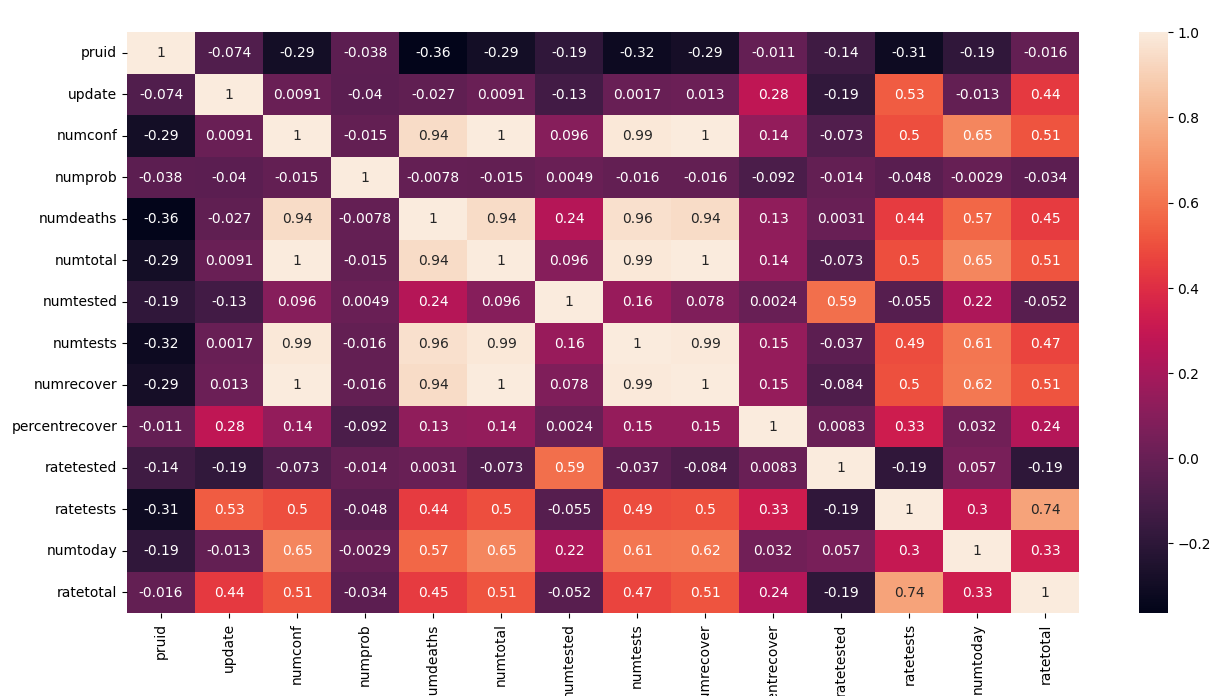 pruid 1 -0.074 -0.29 -0.038 -0.36 -0.29 -0.19 -0.32 -0.29 -0.011 -0.14 -0.31 -0.19 -0.016
update -0.074 1 0.0091 -0.04 -0.027 0.0091 -0.13 0.0017 0.013 0.28 -0.19 0.53 -0.013 0.44
numconf -0.29 0.0091 1 -0.015 0.94 1 0.096 0.99 1 0.14 -0.073 0.5 0.65 0.51
numprob -0.038 -0.04 -0.015 1 -0.0078 -0.015 0.0049 -0.016 -0.016 -0.092 -0.014 -0.048 -0.0029 -0.034
numdeaths -0.36 -0.027 0.94 -0.0078 1 0.94 0.24 0.96 0.94 0.13 0.0031 0.44 0.57 0.45
numtotal -0.29 0.0091 1 -0.015 0.94 1 0.096 0.99 1 0.14 -0.073 0.5 0.65 0.51
numtested -0.19 -0.13 0.096 0.0049 0.24 0.096 1 0.16 0.078 0.0024 0.59 -0.055 0.22 -0.052
numtests -0.32 0.0017 0.99 -0.016 0.96 0.99 0.16 1 0.99 0.15 -0.037 0.49 0.61 0.47
numrecover -0.29 0.013 1 -0.016 0.94 1 0.078 0.99 1 0.15 -0.084 0.5 0.62 0.51
percentrecover -0.011 0.28 0.14 -0.092 0.13 0.14 0.0024 0.15 0.15 1 0.0083 0.33 0.032 0.24
ratetested -0.14 -0.19 -0.073 -0.014 0.0031 -0.073 0.59 -0.037 -0.084 0.0083 1 -0.19 0.057 -0.19
ratetests -0.31 0.53 0.5 -0.048 0.44 0.5 -0.055 0.49 0.5 0.33 -0.19 1 0.3 0.74
numtoday -0.19 -0.013 0.65 -0.0029 0.57 0.65 0.22 0.61 0.62 0.032 0.057 0.3 1 0.33
ratetotal -0.016 0.44 0.51 -0.034 0.45 0.51 -0.052 0.47 0.51 0.24 -0.19 0.74 0.33 1
pruid
update
numconf
numprob
umdeaths
numtotal
numtested
numtests
umrecover
entrecover
ratetested
ratetests
numtoday
ratetotal
1.0
0.8
0.6
0.4
0.2
0.0
−0.2